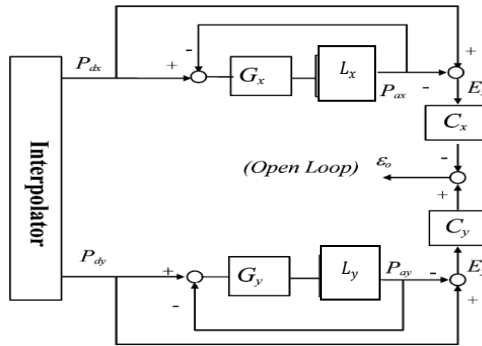 P_dx
+
-
G_x
L_x
P_ax
-
+
E
C_x
-
Interpolator
(Open Loop)
ε_o
+
C_y
P_dy
+
-
G_y
L_y
P_ay
-
E
+